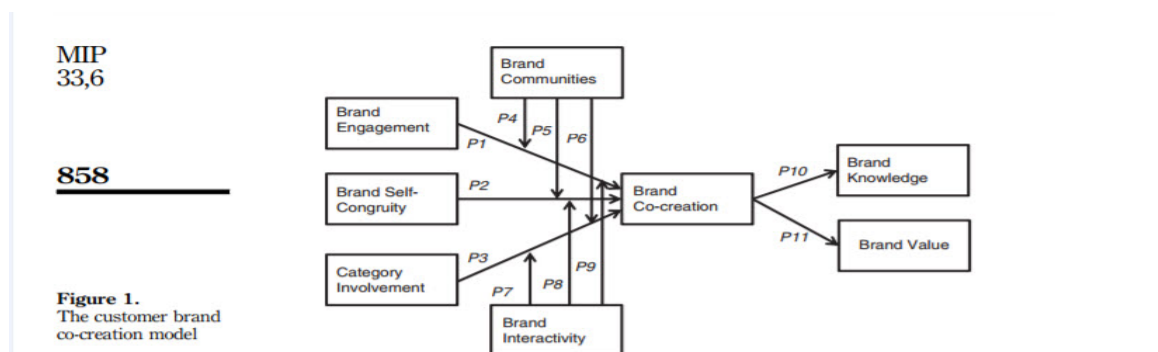 MIP
33,6
858
Figure 1.
The customer brand
co-creation model
Brand
Communities
Brand
Engagement
P4
P5
P6
P1
Brand Self-
Congruity
P2
Brand
Co-creation
P10
Brand
Knowledge
P11
Brand Value
Category
Involvement
P3
P7
P8
P9
Brand
Interactivity